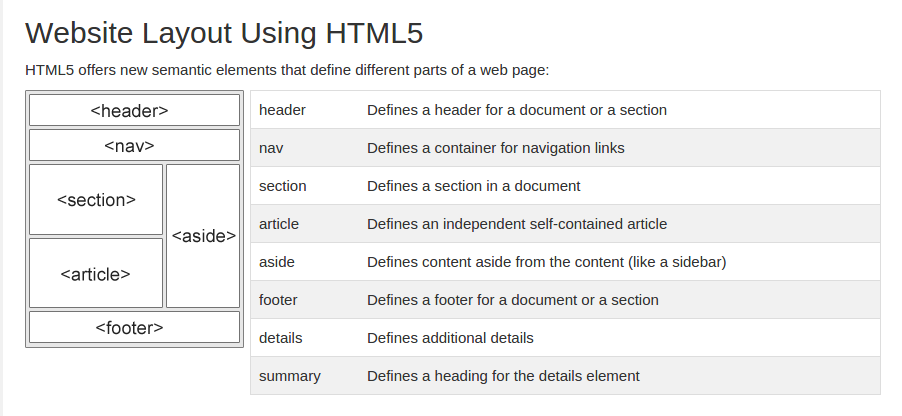 Website Layout Using HTML5
HTML5 offers new semantic elements that define different parts of a web page:
<header>
<nav>
<section>
<aside>
<article>
<footer>
header Defines a header for a document or a section
nav Defines a container for navigation links
section Defines a section in a document
article Defines an independent self-contained article
aside Defines content aside from the content (like a sidebar)
footer Defines a footer for a document or a section
details Defines additional details
summary Defines a heading for the details element